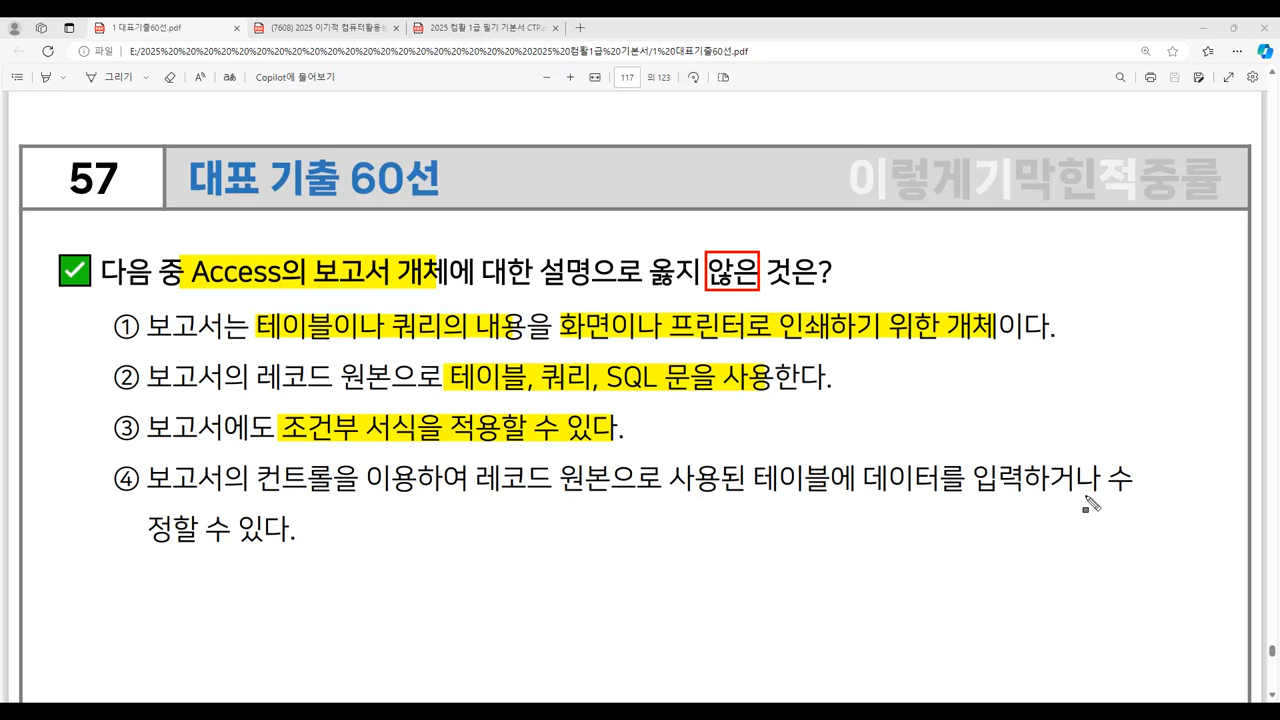 1 대표기출60선.pdf
(7608) 2025 이기적 컴퓨터활용능
2025 컴활 1급 필기 기본서 CTP.
파일
E:/2025%20%20%20%20%20%20%20%20%20%20%20%20%20%20%20%20%20%20%20%202025%20컴활1급%20기본서/1%20대표기출60선.pdf
그리기
Copilot에 물어보기
117
의 123
57
대표 기출 60선
이렇게기막힌적중률
다음 중 Access의 보고서 개체에 대한 설명으로 옳지 않은 것은?
① 보고서는 테이블이나 쿼리의 내용을 화면이나 프린터로 인쇄하기 위한 개체이다.
② 보고서의 레코드 원본으로 테이블, 쿼리, SQL 문을 사용한다.
③ 보고서에도 조건부 서식을 적용할 수 있다.
④ 보고서의 컨트롤을 이용하여 레코드 원본으로 사용된 테이블에 데이터를 입력하거나 수
정할 수 있다.